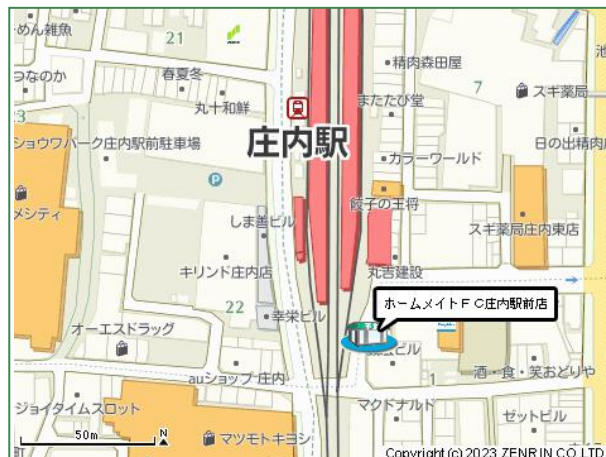 めん雑魚
つなのか
21
春夏冬
丸十和鮮
23
ショウワパーク庄内駅前駐車場
P
庄内駅
精肉森田屋
7
またたび堂
スギ薬局
カラーワールド
日の出精肉店
餃子の王将
メシティ
しま善ビル
スギ薬局庄内東店
キリンド庄内店
丸吉建設
22
幸栄ビル
ホームメイトFC庄内駅前店
オーエスドラッグ
auショップ庄内
1
酒・食・笑おどりや
ジョイタイムスロット
マクドナルド
ゼットビル
50m
N
マツモトキヨシ
Copyright (c) 2023 ZENRIN CO.,LTD